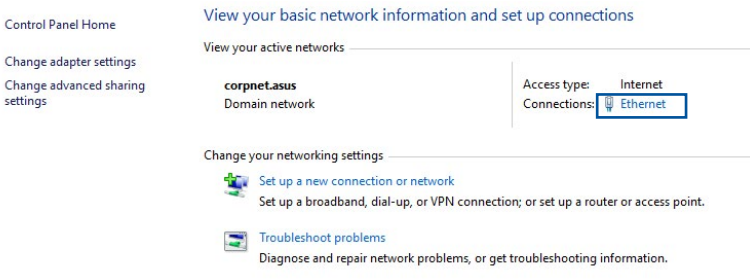 Control Panel Home
Change adapter settings
Change advanced sharing
settings
View your basic network information and set up connections
View your active networks
corpnet.asus
Domain network
Access type: Internet
Connections: Ethernet
Change your networking settings
Set up a new connection or network
Set up a broadband, dial-up, or VPN connection; or set up a router or access point.
Troubleshoot problems
Diagnose and repair network problems, or get troubleshooting information.